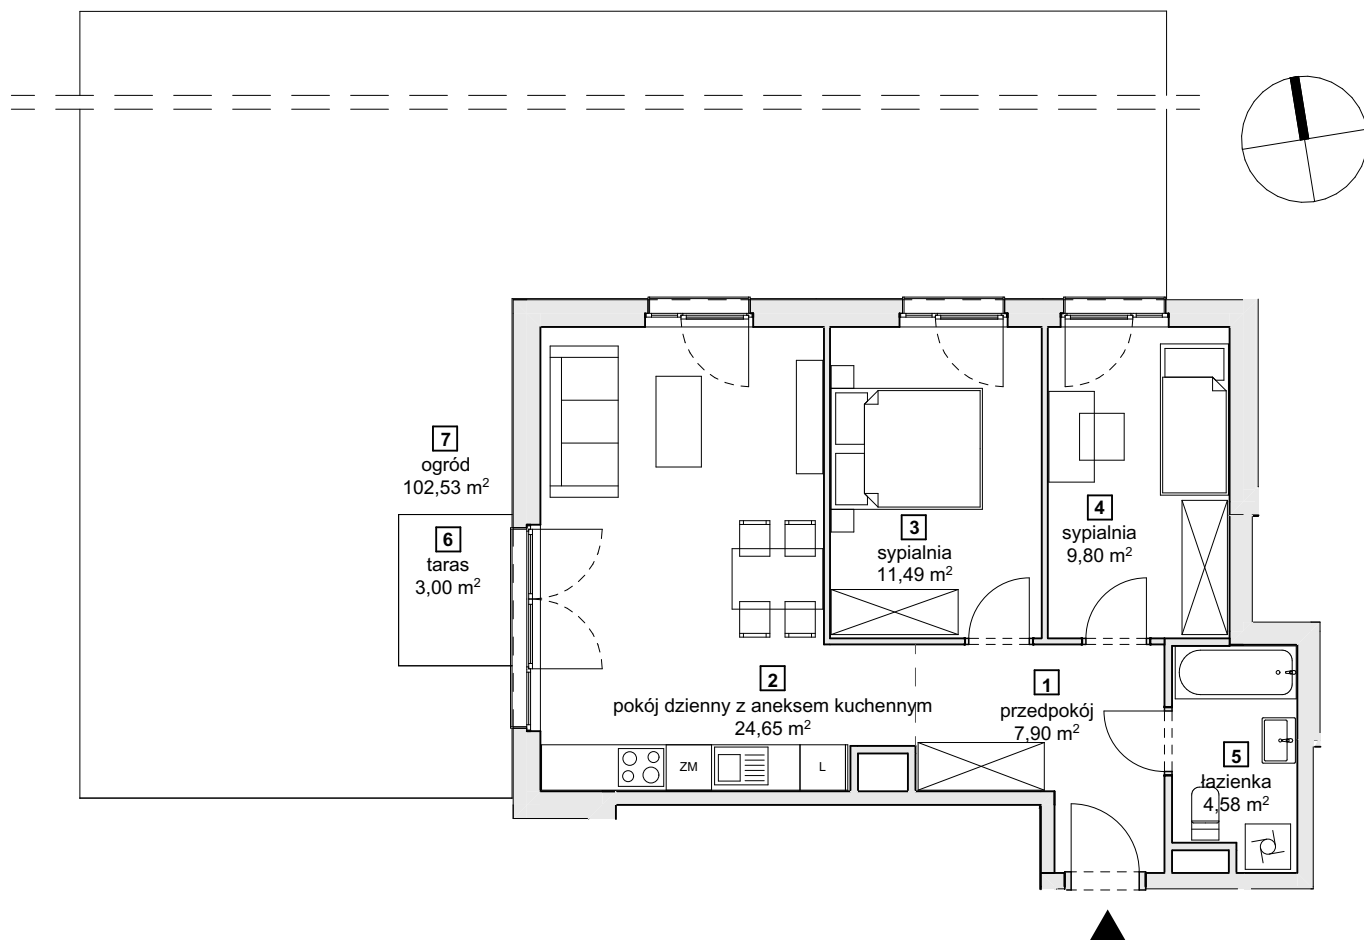 7
ogród
102,53 m²
6
taras
3,00 m²
3
sypialnia
11,49 m²
4
sypialnia
9,80 m²
2
pokój dzienny z aneksem kuchennym
24,65 m²
1
przedpokój
7,90 m²
5
łazienka
4,58 m²
ZM
L